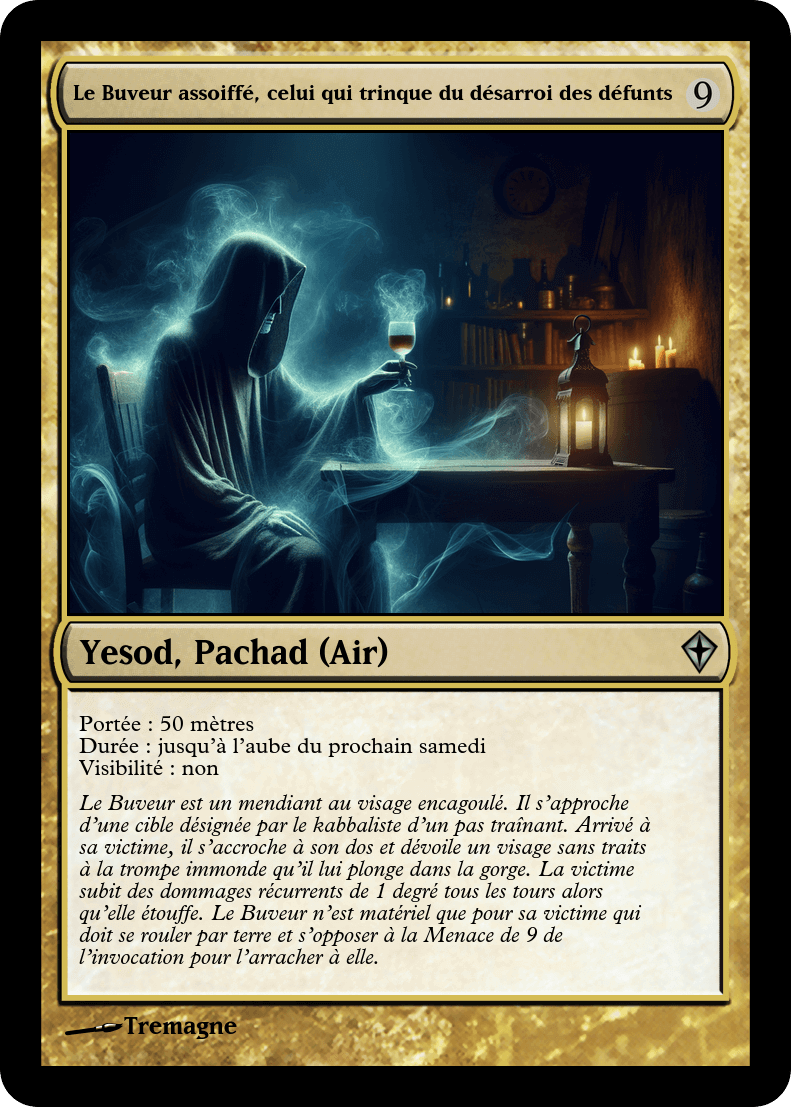 Le Buveur assoiffé, celui qui trinque du désarroi des défunts 9
Yesod, Pachad (Air)
Portée : 50 mètres
Durée : jusqu'à l'aube du prochain samedi
Visibilité : non
Le Buveur est un mendiant au visage encagoulé. Il s'approche
d'une cible désignée par le kabbaliste d'un pas traînant. Arrivé à
sa victime, il s'accroche à son dos et dévoile un visage sans traits
à la trompe immonde qu'il lui plonge dans la gorge. La victime
subit des dommages récurrents de 1 degré tous les tours alors
qu'elle étouffe. Le Buveur n'est matériel que pour sa victime qui
doit se rouler par terre et s'opposer à la Menace de 9 de
l'invocation pour l'arracher à elle.
Tremagne